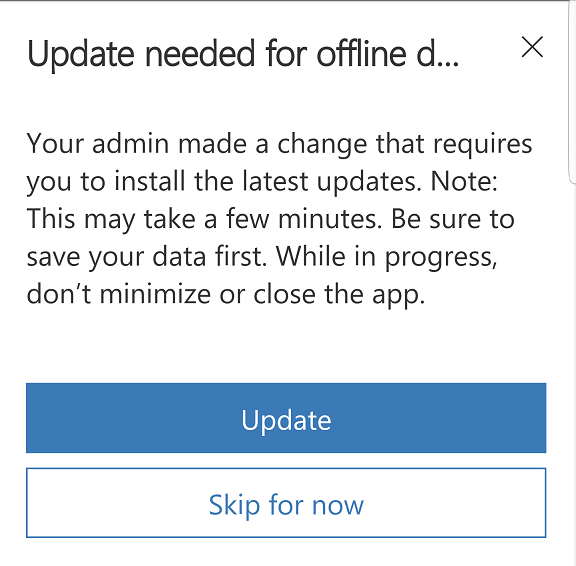 Update needed for offline d...
Your admin made a change that requires
you to install the latest updates. Note:
This may take a few minutes. Be sure to
save your data first. While in progress,
don’t minimize or close the app.
Update
Skip for now